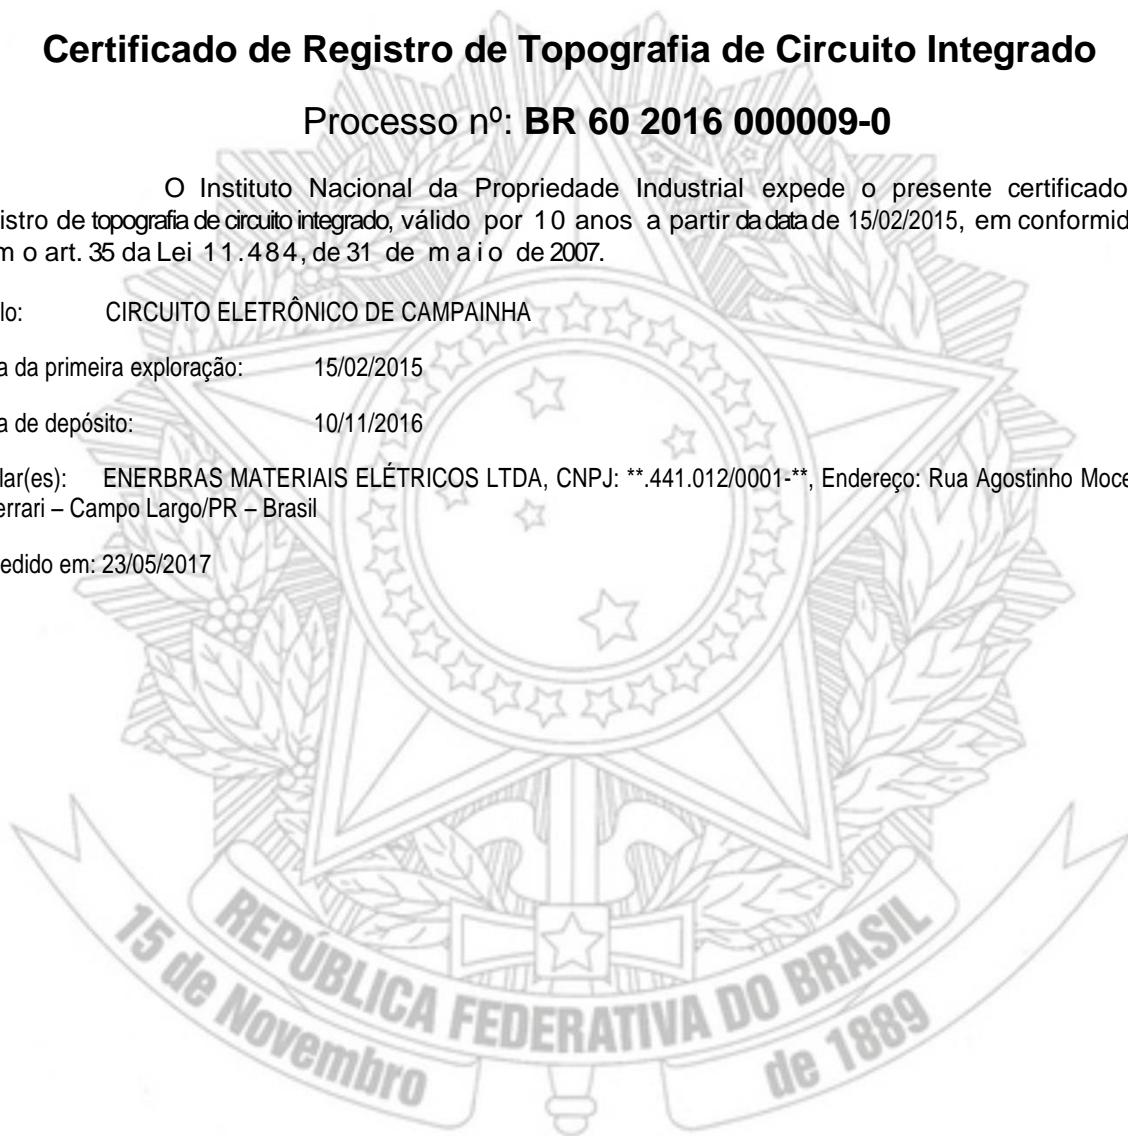 Certificado de Registro de Topografia de Circuito Integrado
Processo nº: BR 60 2016 000009-0
O Instituto Nacional da Propriedade Industrial expede o presente certificado
istro de topografia de circuito integrado, válido por 10 anos a partir da data de 15/02/2015, em conformid
m o art. 35 da Lei 11.484, de 31 de maio de 2007.
lo: CIRCUITO ELETRÔNICO DE CAMPAINHA
a da primeira exploração: 15/02/2015
a de depósito: 10/11/2016
lar(es): ENERBRAS MATERIAIS ELÉTRICOS LTDA, CNPJ: **.441.012/0001-**, Endereço: Rua Agostinho Moce
errari – Campo Largo/PR – Brasil
edido em: 23/05/2017
REPÚBLICA FEDERATIVA DO BRASIL
15 de Novembro de 1889